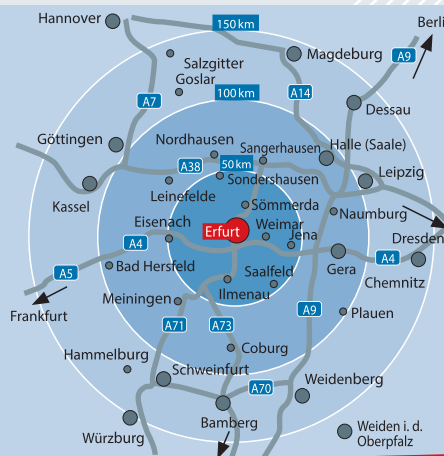 Hannover
150 km
Berli
Salzgitter
Magdeburg
A9
Goslar
A7
100 km
A14
Dessau
Göttingen
Nordhausen
Sangerhausen
Halle (Saale)
A38
50 km
Leipzig
Kassel
Leinefelde
Sondershausen
Sömmerda
Eisenach
Erfurt
Weimar
Naumburg
Jena
Dresden
A4
A5
Bad Hersfeld
Saalfeld
Gera
A4
Chemnitz
Meiningen
Ilmenau
Frankfurt
A71
A73
A9
Plauen
Hammelburg
Coburg
Schweinfurt
A70
Weidenberg
Bamberg
Würzburg
Weiden i. d.
Oberpfalz